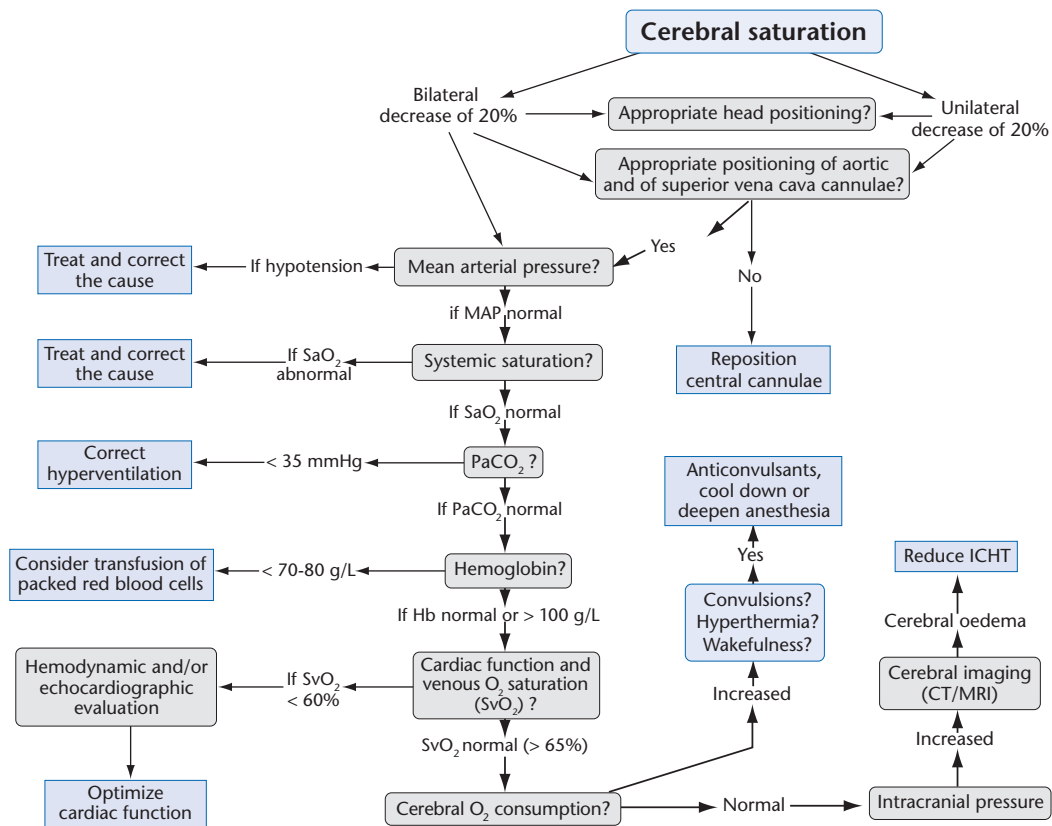 Cerebral saturation
Bilateral
decrease of 20%
Appropriate head positioning?
Unilateral
decrease of 20%
Appropriate positioning of aortic
and of superior vena cava cannulae?
Yes
No
Reposition
central cannulae
Treat and correct
the cause
If hypotension
Mean arterial pressure?
if MAP normal
Treat and correct
the cause
If SaO₂
abnormal
Systemic saturation?
If SaO₂ normal
Correct
hyperventilation
< 35 mmHg
PaCO₂ ?
If PaCO₂ normal
Consider transfusion of
packed red blood cells
< 70-80 g/L
Hemoglobin?
If Hb normal or > 100 g/L
Hemodynamic and/or
echocardiographic
evaluation
If SvO₂
< 60%
Cardiac function and
venous O₂ saturation
(SvO₂) ?
SvO₂ normal (> 65%)
Optimize
cardiac function
Cerebral O₂ consumption?
Increased
Convulsions?
Hyperthermia?
Wakefulness?
Yes
Anticonvulsants,
cool down or
deepen anesthesia
Normal
Intracranial pressure
Increased
Cerebral imaging
(CT/MRI)
Cerebral oedema
Reduce ICHT